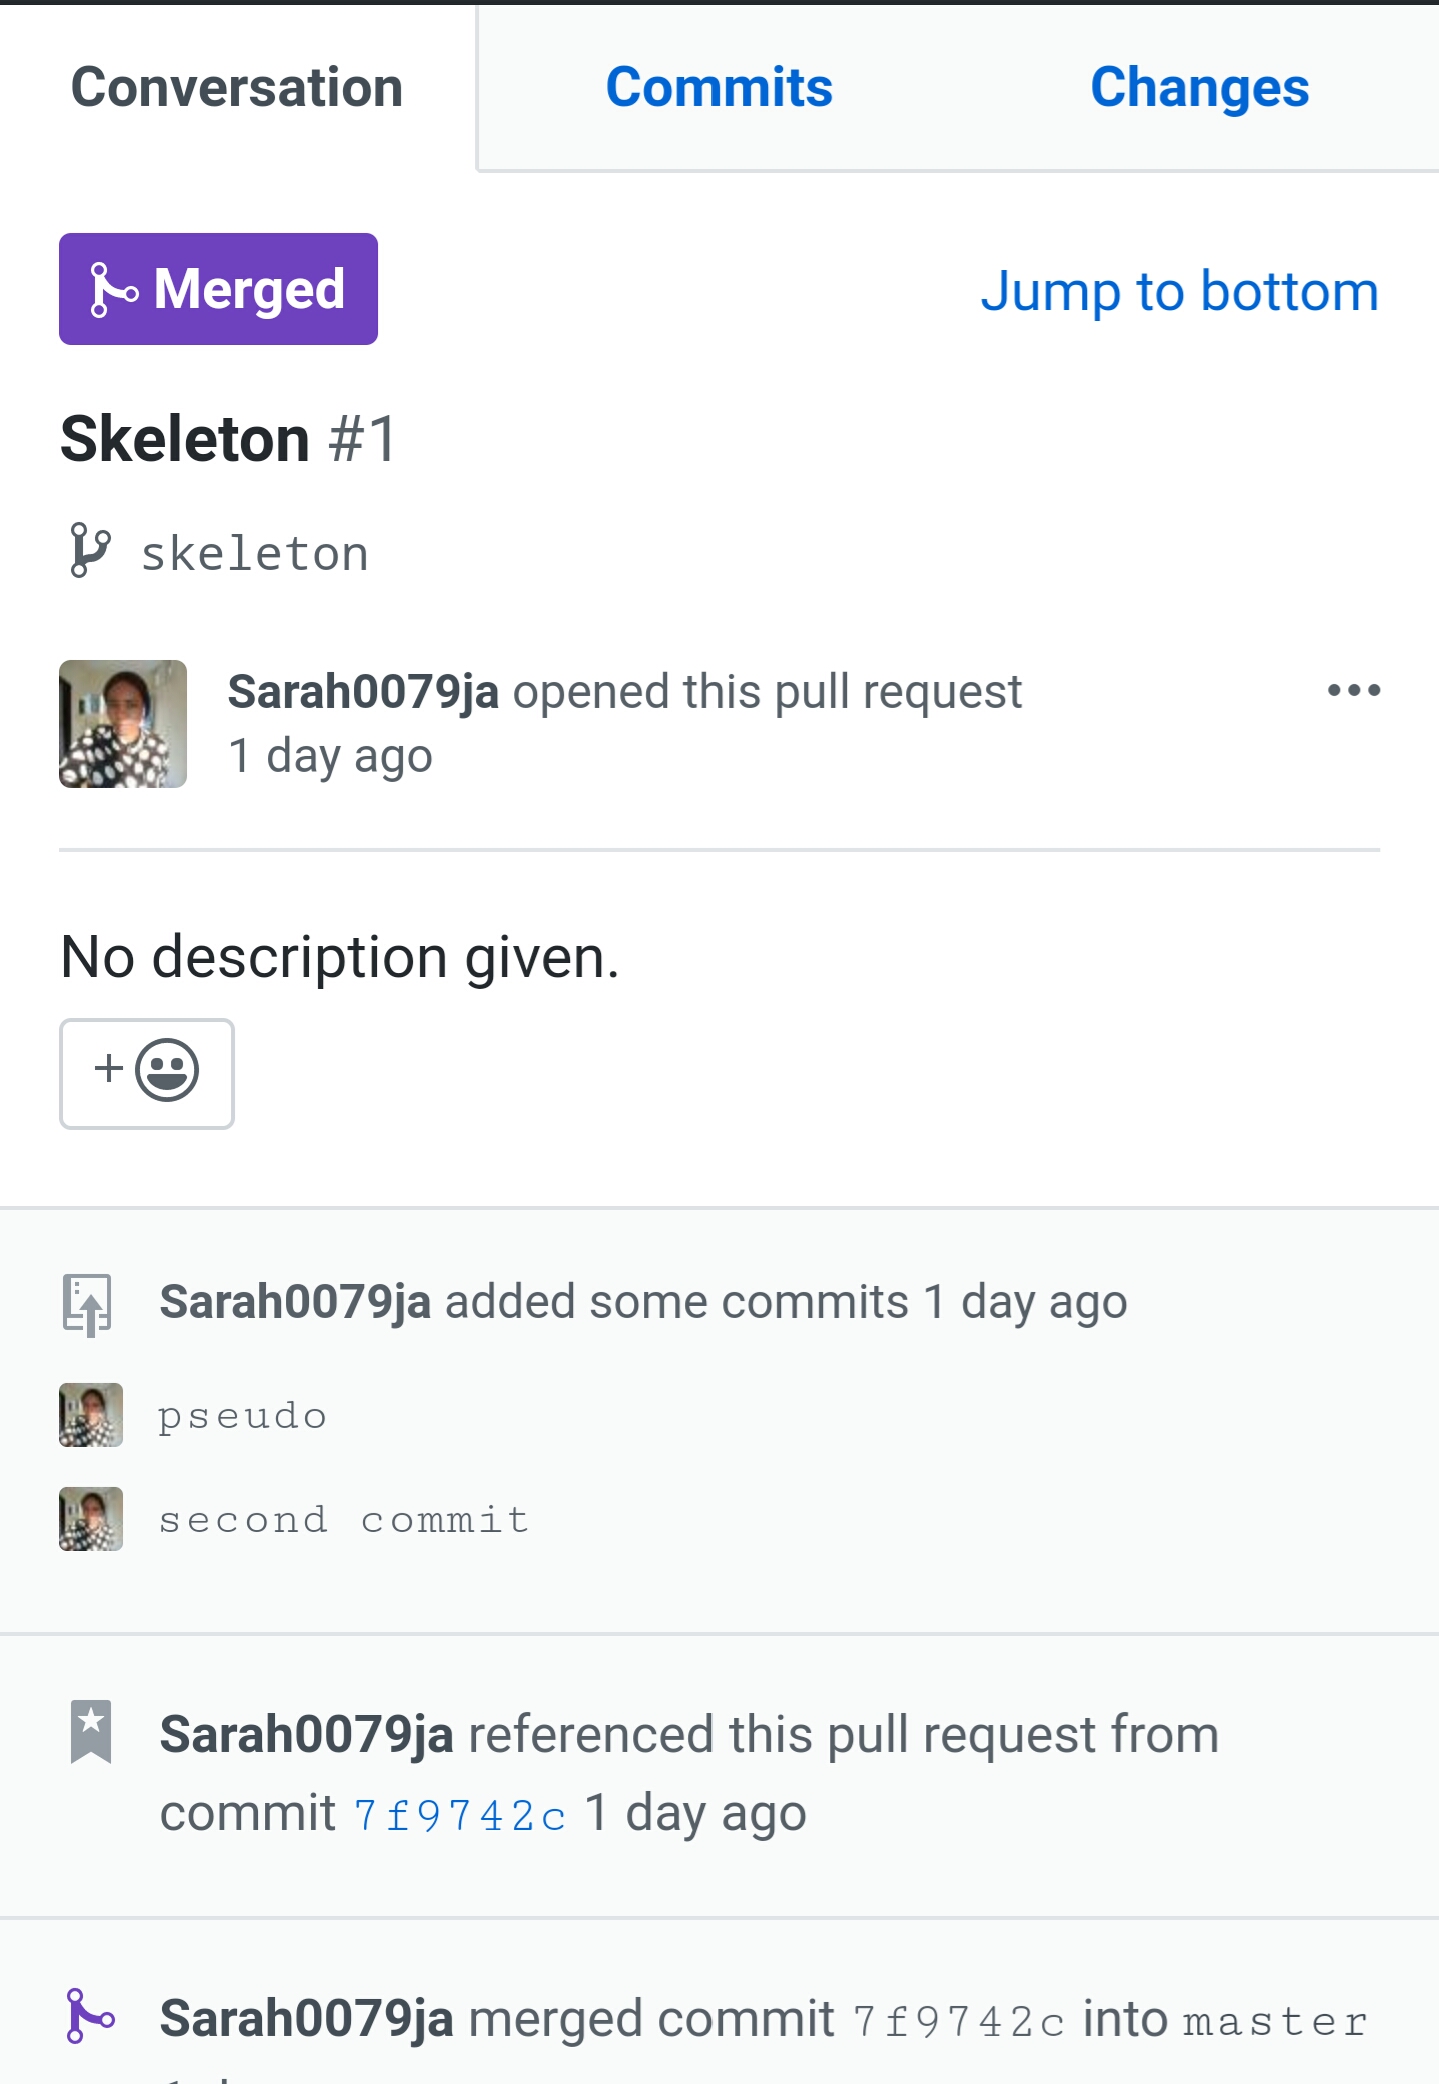 Conversation
Commits
Changes
Merged
Jump to bottom
Skeleton #1
skeleton
Sarah0079ja opened this pull request
1 day ago
No description given.
+
Sarah0079ja added some commits 1 day ago
pseudo
second commit
Sarah0079ja referenced this pull request from
commit 7f9742c 1 day ago
Sarah0079ja merged commit 7f9742c into master